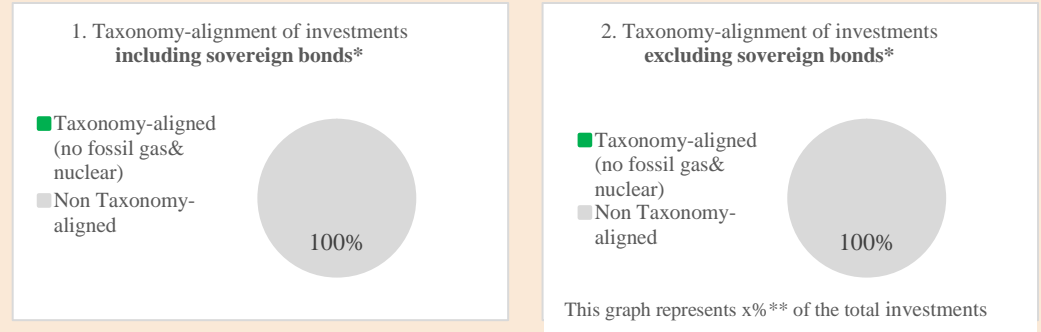 1. Taxonomy-alignment of investments
including sovereign bonds*
Taxonomy-aligned
(no fossil gas&
nuclear)
Non Taxonomy-
aligned
100%
2. Taxonomy-alignment of investments
excluding sovereign bonds*
Taxonomy-aligned
(no fossil gas&
nuclear)
Non Taxonomy-
aligned
100%
This graph represents x%** of the total investments